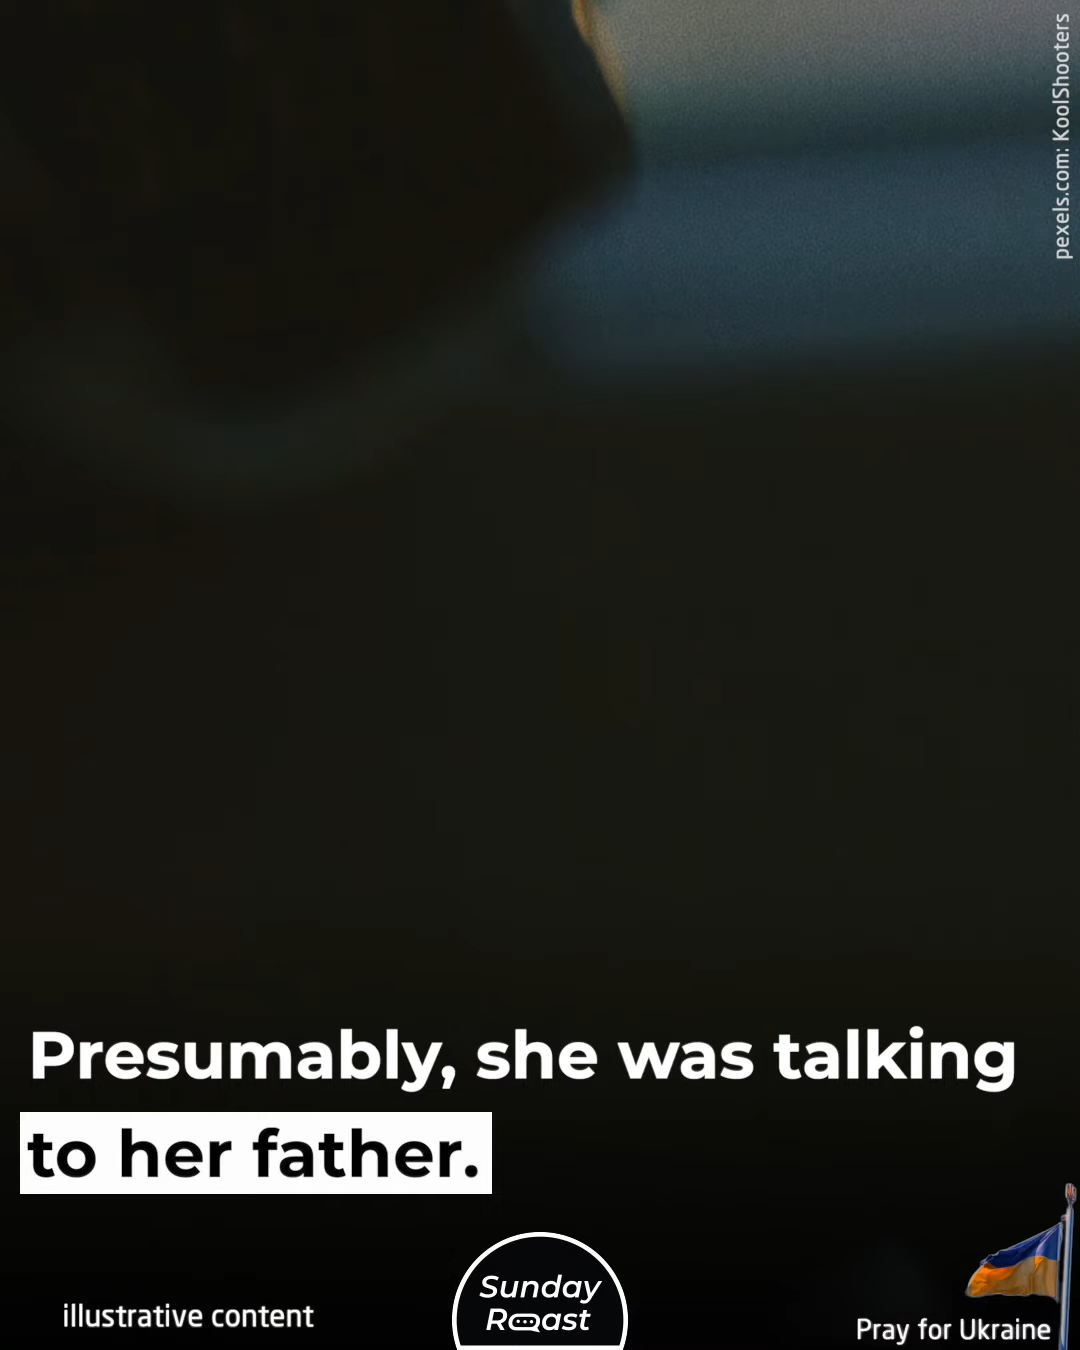 pexels.com: KoolShooters
Presumably, she was talking
to her father.
Sunday
Roast
illustrative content
Pray for Ukraine